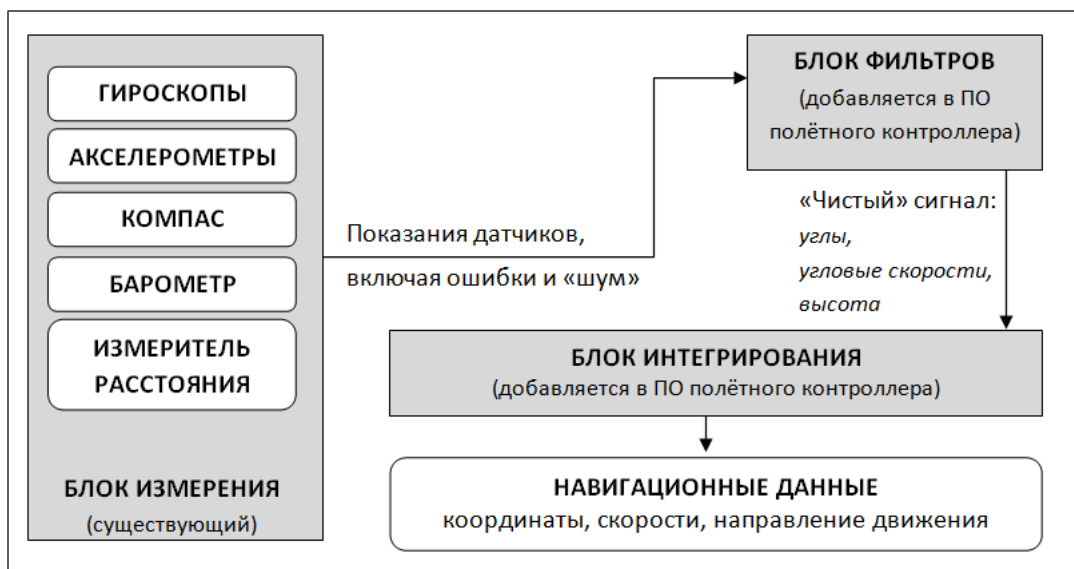 ГИРОСКОПЫ
АКСЕЛЕРОМЕТРЫ
КОМПАС
БАРОМЕТР
ИЗМЕРИТЕЛЬ
РАССТОЯНИЯ
БЛОК ИЗМЕРЕНИЯ
(существующий)
Показания датчиков,
включая ошибки и «шум»
БЛОК ФИЛЬТРОВ
(добавляется в ПО
полётного контроллера)
«Чистый» сигнал:
углы,
угловые скорости,
высота
БЛОК ИНТЕГРИРОВАНИЯ
(добавляется в ПО полётного контроллера)
НАВИГАЦИОННЫЕ ДАННЫЕ
координаты, скорости, направление движения